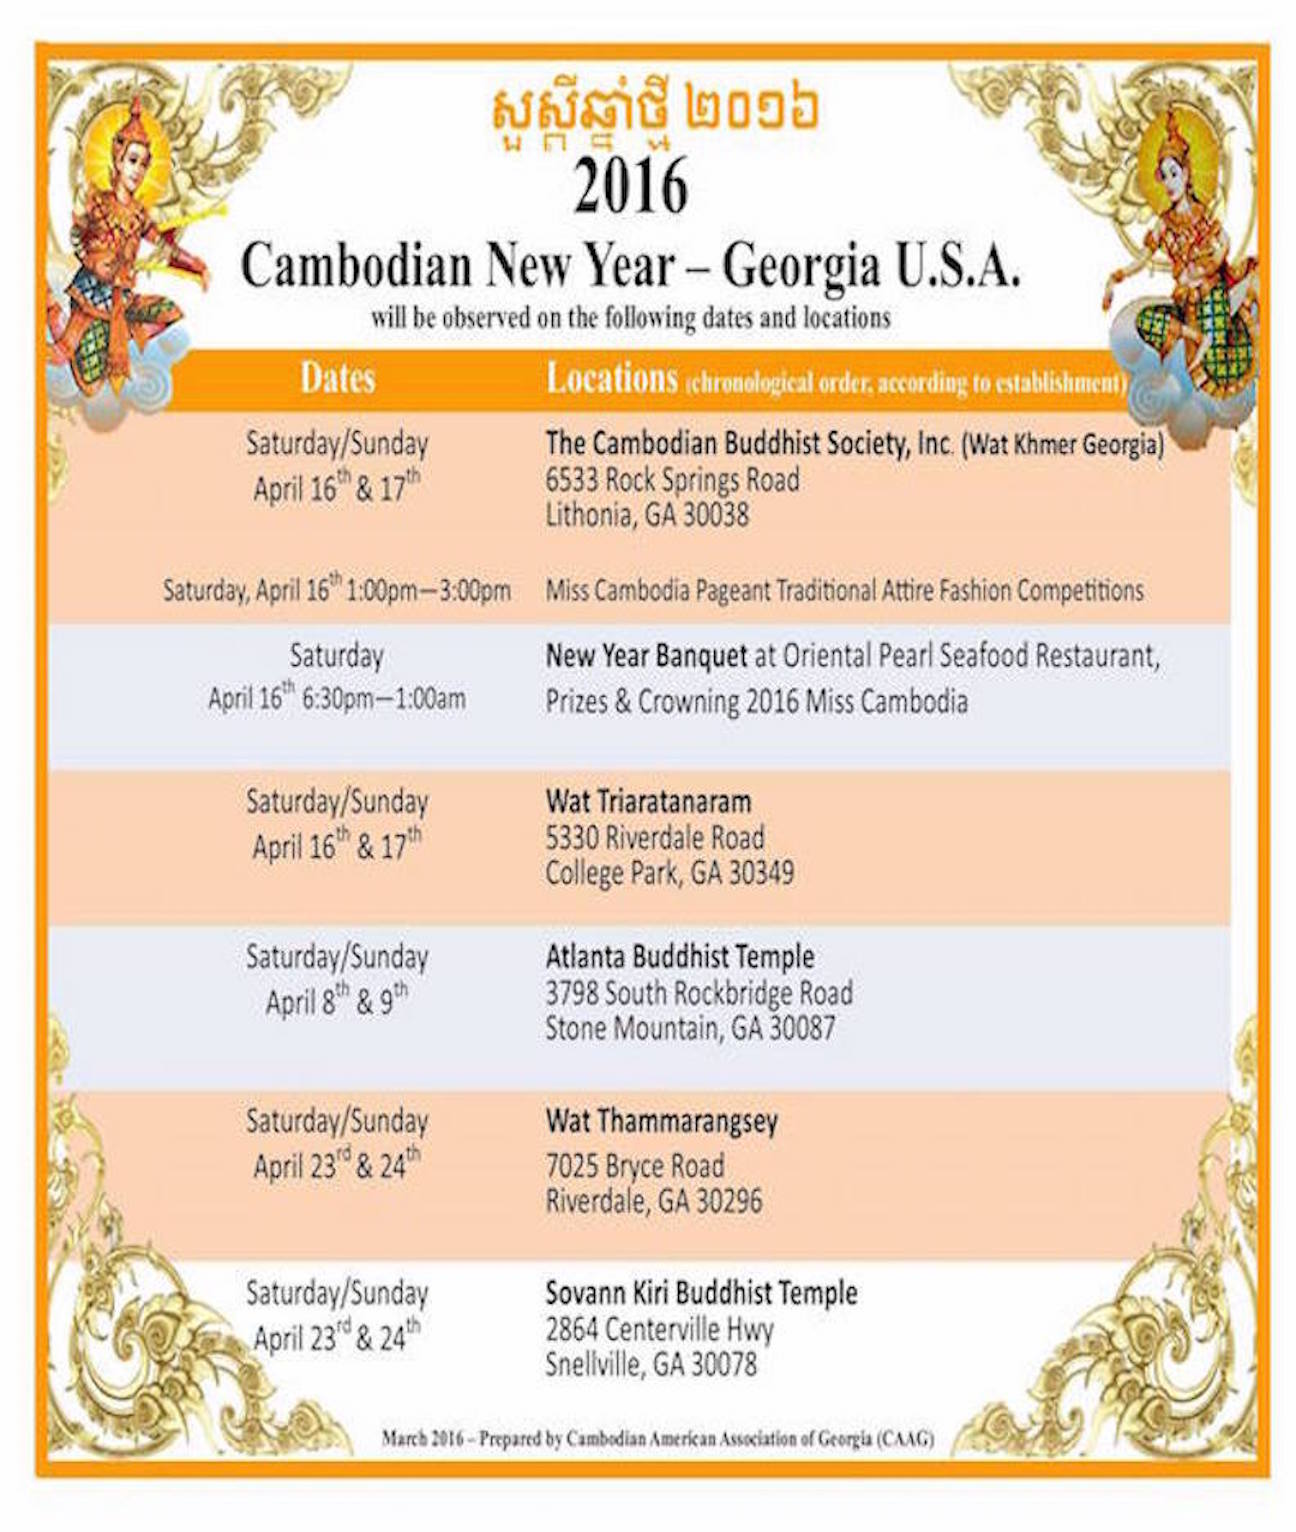 សួស្តីឆ្នាំថ្មី ២០១៦
2016
Cambodian New Year – Georgia U.S.A.
will be observed on the following dates and locations
Dates Locations (chronological order, according to establishment)
Saturday/Sunday
April 16th & 17th
The Cambodian Buddhist Society, Inc. (Wat Khmer Georgia)
6533 Rock Springs Road
Lithonia, GA 30038
Saturday, April 16th 1:00pm—3:00pm Miss Cambodia Pageant Traditional Attire Fashion Competitions
Saturday
April 16th 6:30pm—1:00am
New Year Banquet at Oriental Pearl Seafood Restaurant,
Prizes & Crowning 2016 Miss Cambodia
Saturday/Sunday
April 16th & 17th
Wat Triaratanaram
5330 Riverdale Road
College Park, GA 30349
Saturday/Sunday
April 8th & 9th
Atlanta Buddhist Temple
3798 South Rockbridge Road
Stone Mountain, GA 30087
Saturday/Sunday
April 23rd & 24th
Wat Thammarangsey
7025 Bryce Road
Riverdale, GA 30296
Saturday/Sunday
April 23rd & 24th
Sovann Kiri Buddhist Temple
2864 Centerville Hwy
Snellville, GA 30078
March 2016 – Prepared by Cambodian American Association of Georgia (CAAG)